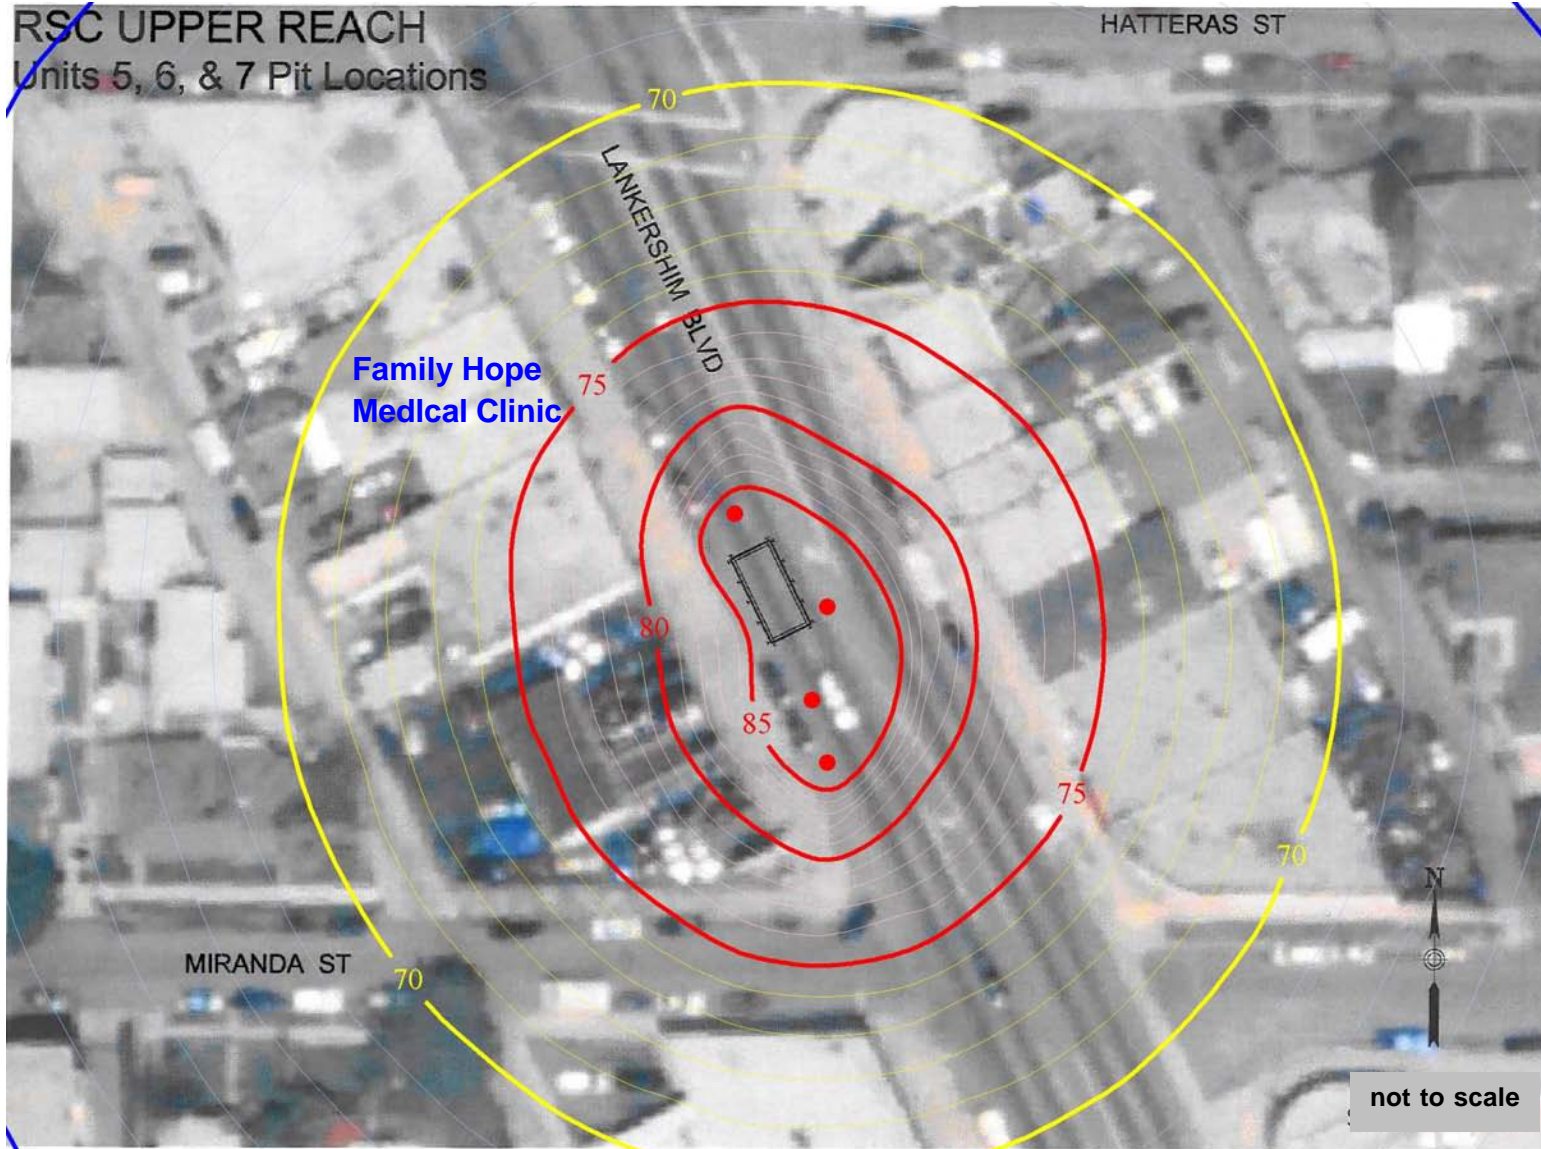 RSC UPPER REACH
Units 5, 6, & 7 Pit Locations
HATTERAS ST
70
LANKERSHIM BLVD
Family Hope
MedIcal Clinic
75
80
85
75
70
N
MIRANDA ST
70
not to scale